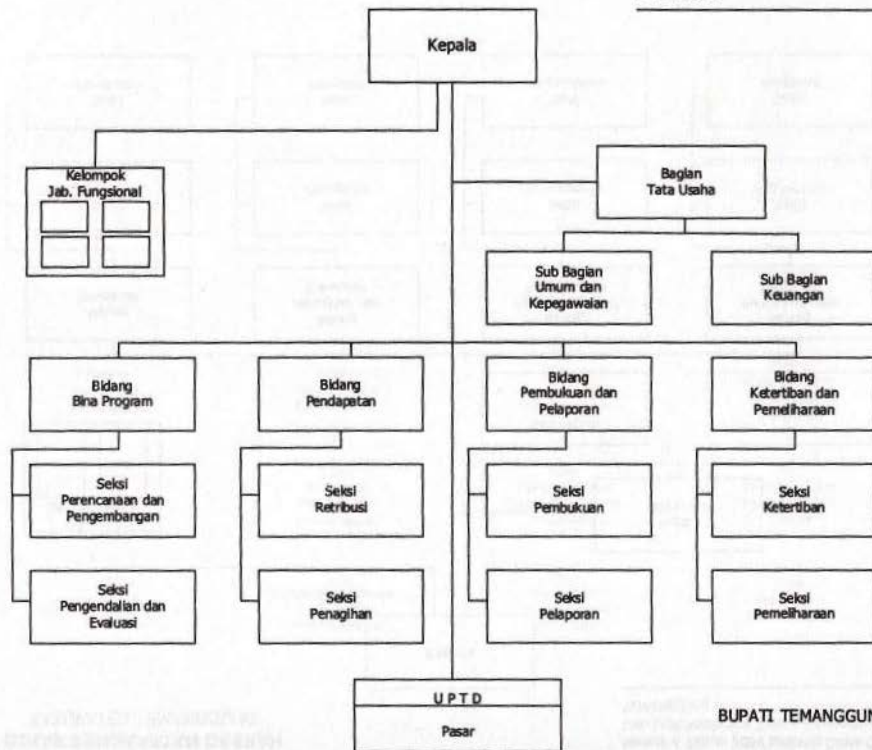 Kepala
Kelompok
Jab. Fungsional
Bagian
Tata Usaha
Sub Bagian
Umum dan
Kepegawaian
Sub Bagian
Keuangan
Bidang
Bina Program
Bidang
Pendapatan
Bidang
Pembukuan dan
Pelaporan
Bidang
Ketertiban dan
Pemeliharaan
Seksi
Perencanaan dan
Pengembangan
Seksi
Retribusi
Seksi
Pembukuan
Seksi
Ketertiban
Seksi
Pengendalian dan
Evaluasi
Seksi
Penagihan
Seksi
Pelaporan
Seksi
Pemeliharaan
UPTD
Pasar
BUPATI TEMANGGUN